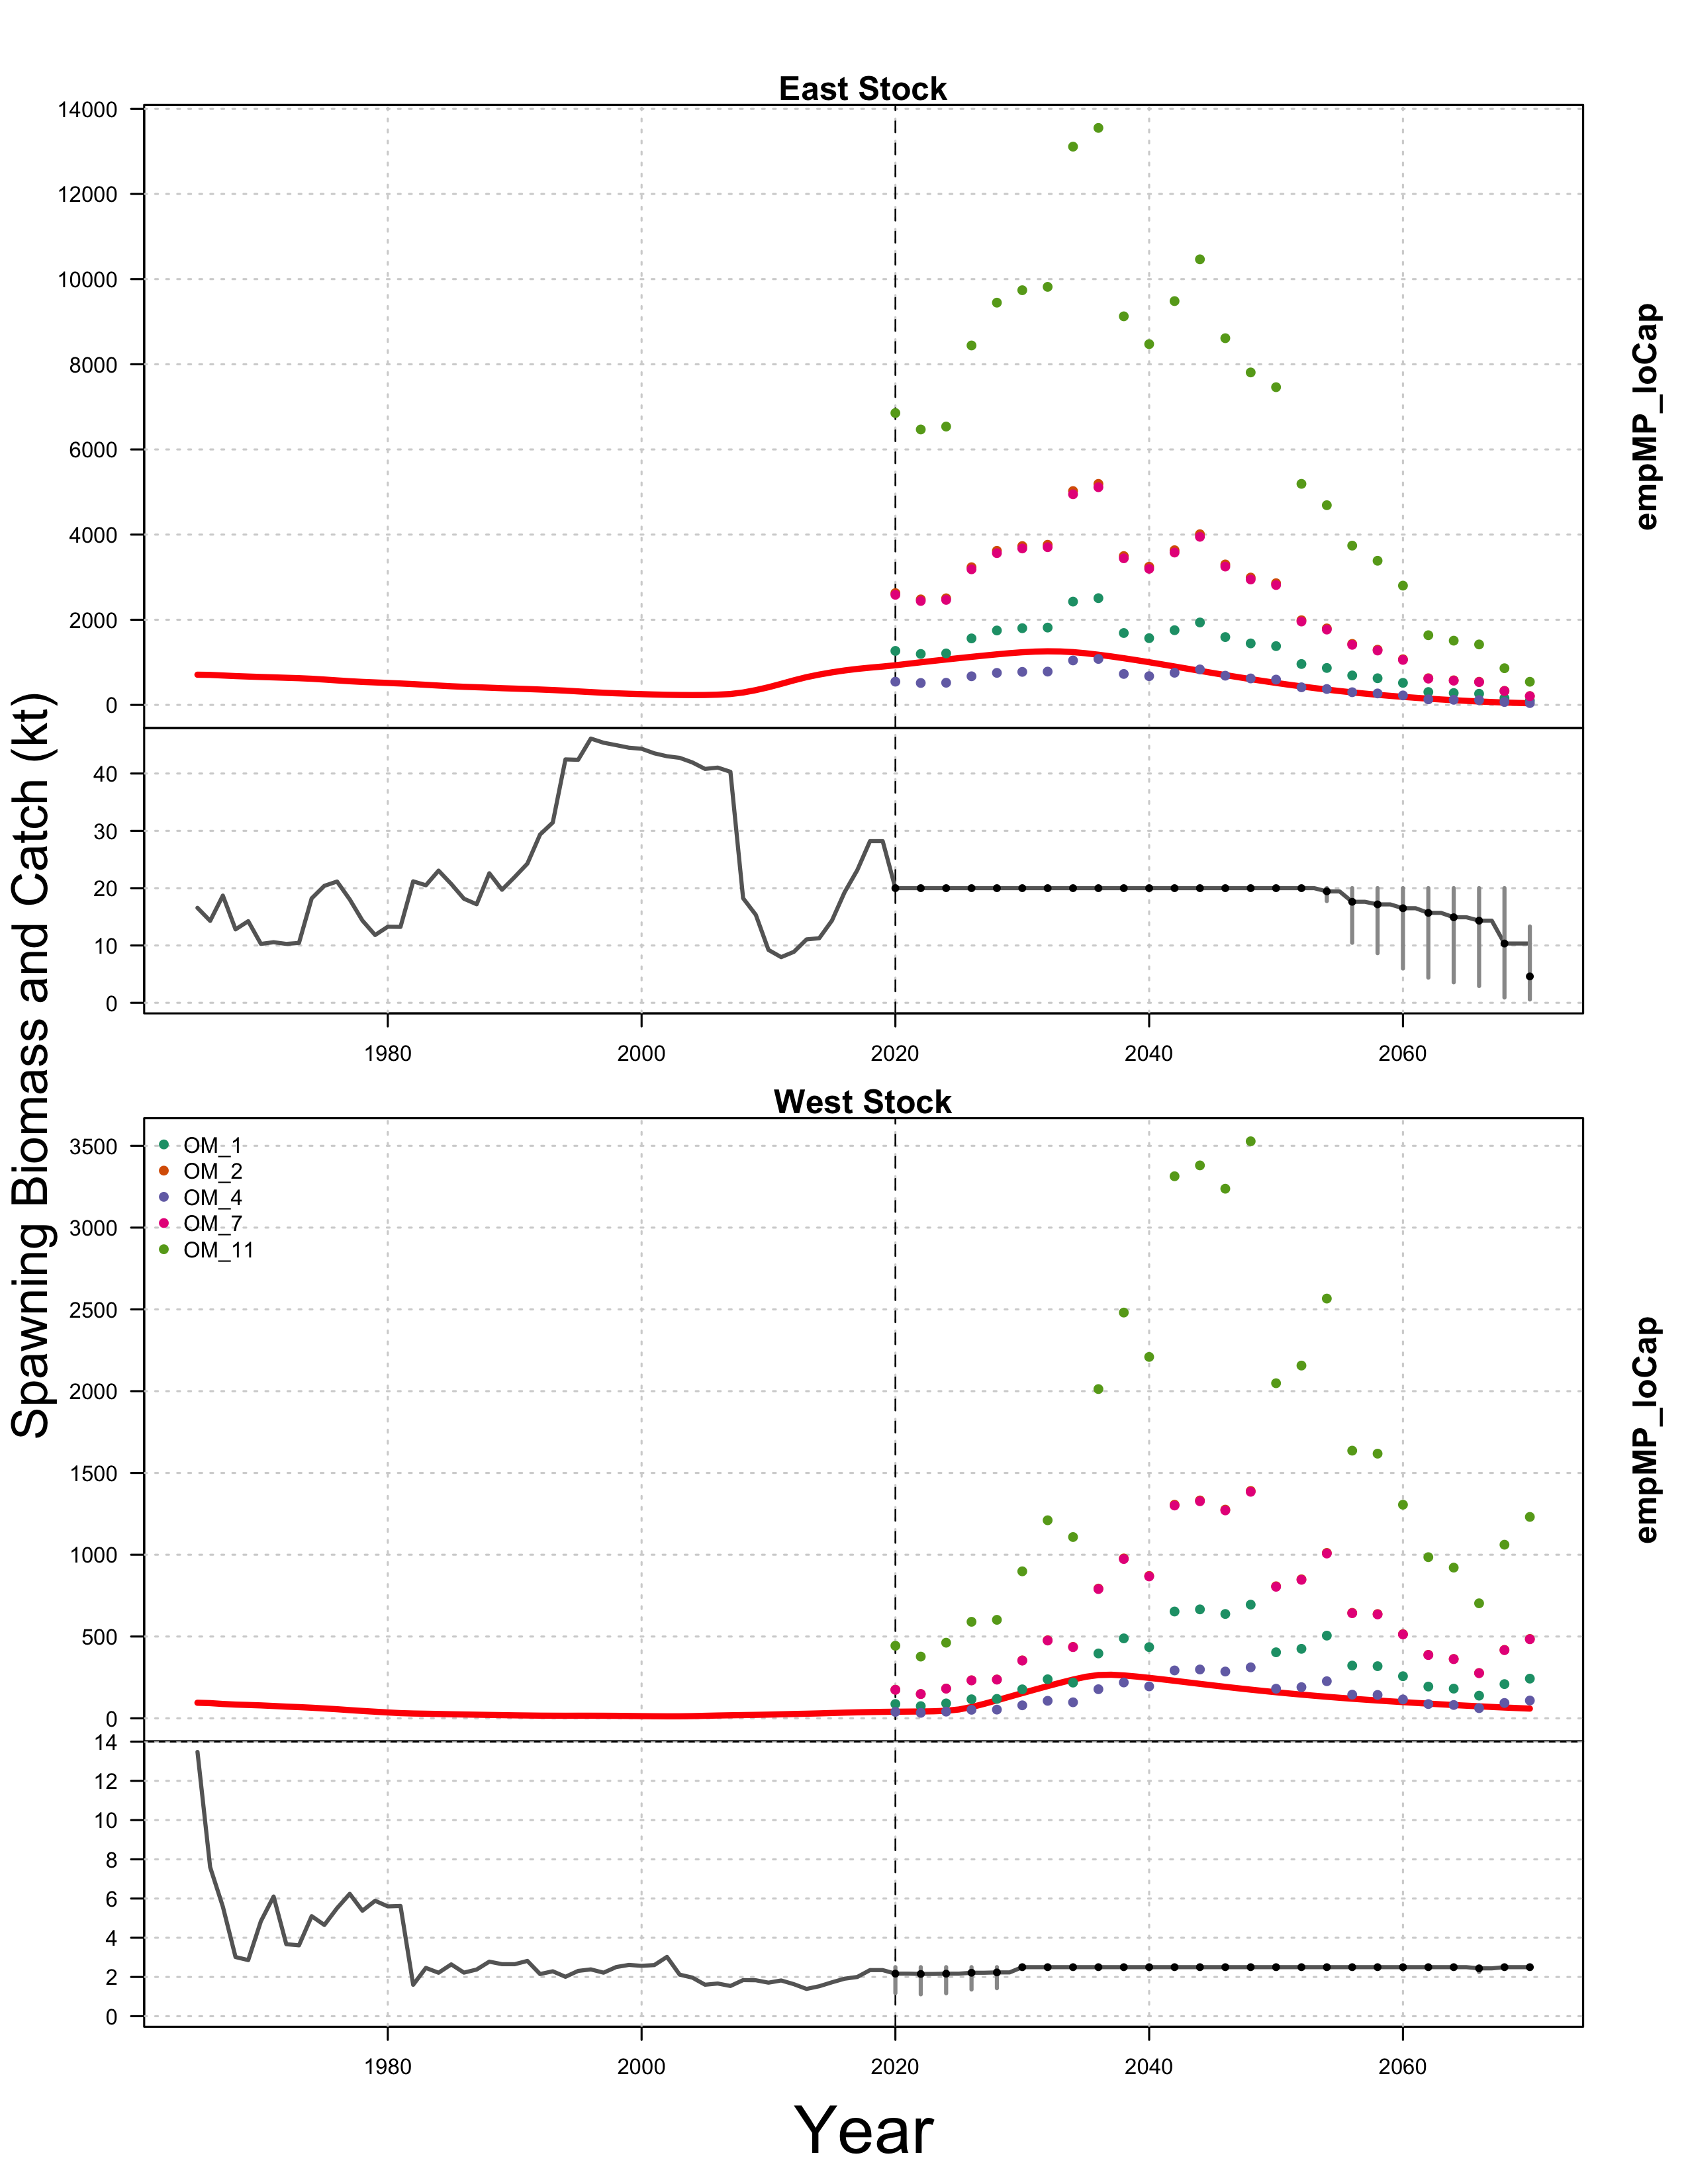 East Stock
14000
12000
10000
8000
6000
4000
2000
0
empMP_loCap
40
30
20
10
0
1980 2000 2020 2040 2060
Spawning Biomass and Catch (kt)
West Stock
3500
3000
2500
2000
1500
1000
500
0
OM_1
OM_2
OM_4
OM_7
OM_11
empMP_loCap
14
12
10
8
6
4
2
0
1980 2000 2020 2040 2060
Year